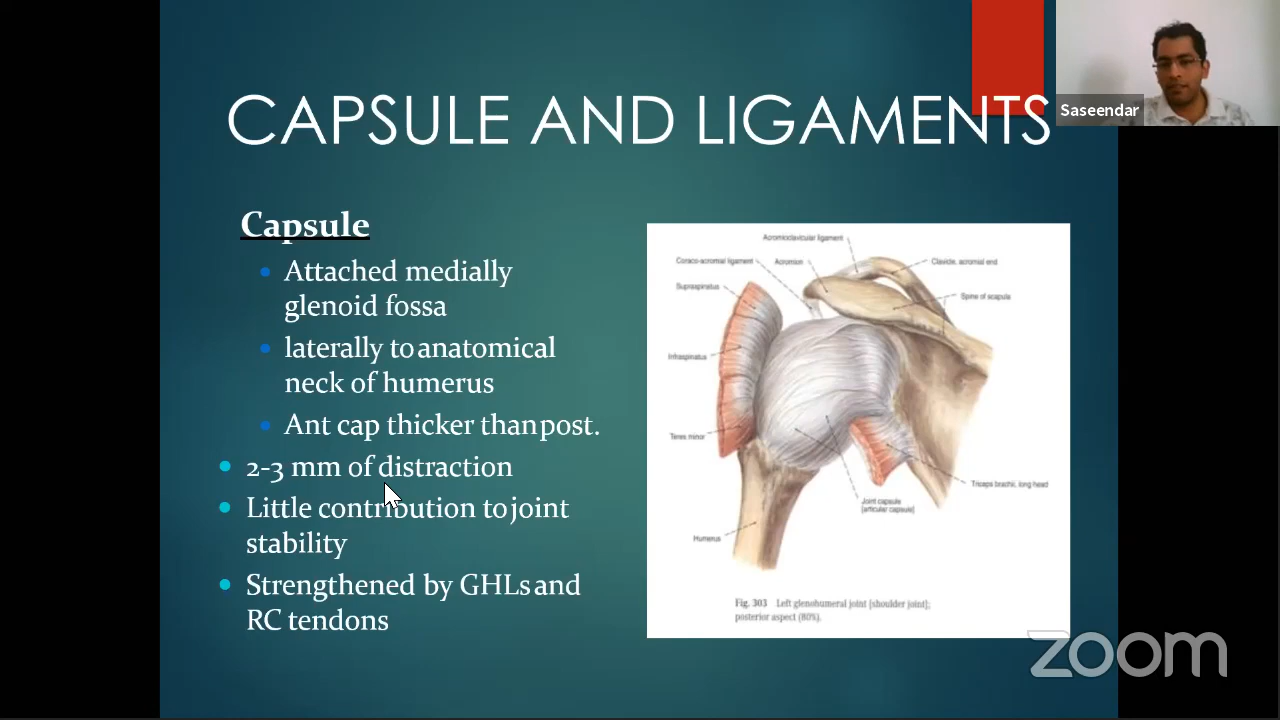 CAPSULE AND LIGAMENTS
Saseendar
Capsule
Attached medially
glenoid fossa
laterally to anatomical
neck of humerus
Ant cap thicker than post.
2-3 mm of distraction
Little contribution to joint
stability
Strengthened by GHLs and
RC tendons
Acromioclavicular ligament
Coraco-acromial ligament
Acromion
Clavicle, acromial end
Supraspinatus
Spine of scapula
Infraspinatus
Teres minor
Triceps brachii, long head
Joint capsule
(articular capsule)
Humerus
Fig. 303 Left glenohumeral joint (shoulder joint);
posterior aspect (80%).
zoom